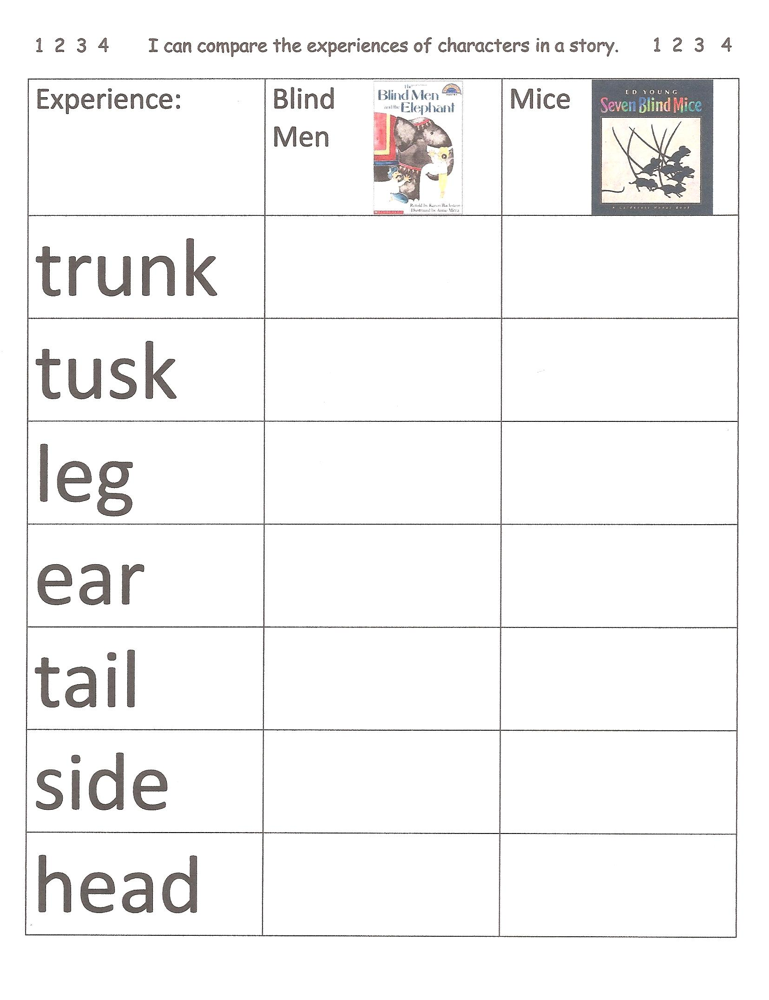 1 2 3 4 I can compare the experiences of characters in a story. 1 2 3 4
Experience:
Blind
Men
The
Blind Men
and the Elephant
Retold by Karen Backstein
Illustrated by Annie Mitra
Mice
ED YOUNG
Seven Blind Mice
A Caldecott Honor Book
trunk
tusk
leg
ear
tail
side
head